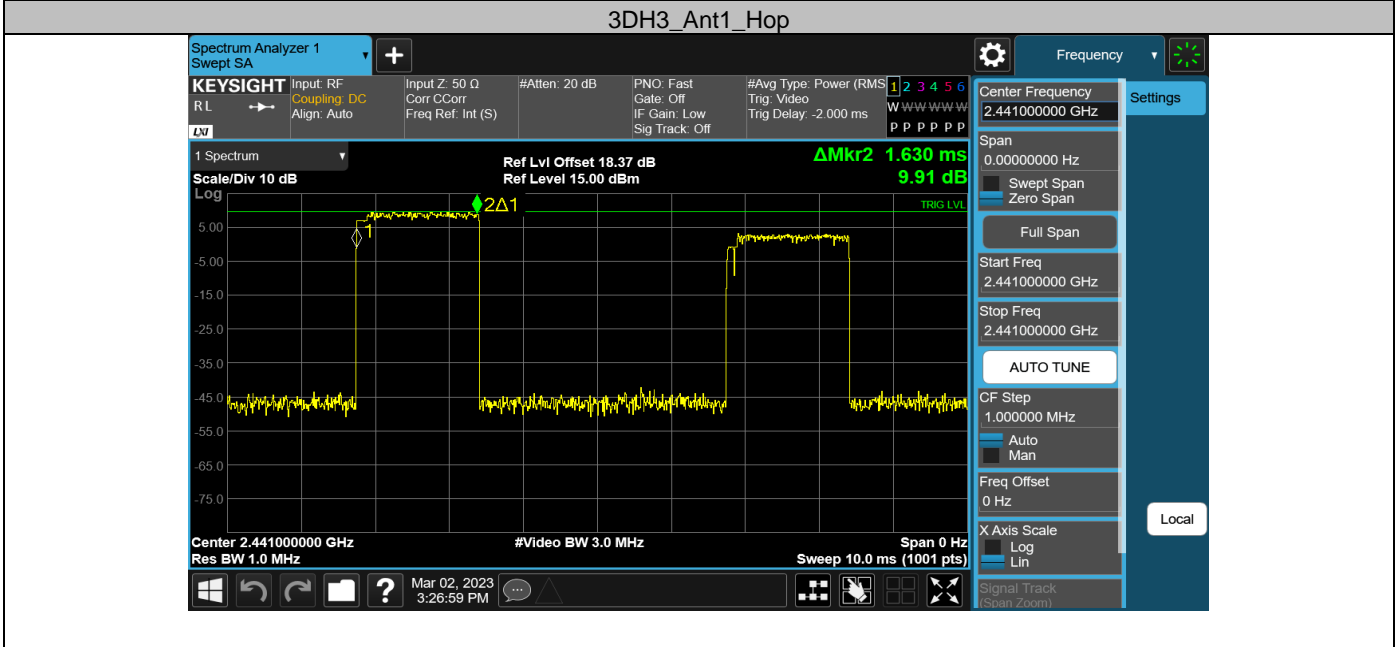 3DH3_Ant1_Hop
Spectrum Analyzer 1
Swept SA
+
Frequency
KEYSIGHT
R L
LXI
Input: RF
Coupling: DC
Align: Auto
Input Z: 50 Ω
Corr CCorr
Freq Ref: Int (S)
#Atten: 20 dB
PNO: Fast
Gate: Off
IF Gain: Low
Sig Track: Off
#Avg Type: Power (RMS
Trig: Video
Trig Delay: -2.000 ms
1 2 3 4 5 6
W W W W W W
P P P P P P
1 Spectrum
Scale/Div 10 dB
Log
Ref Lvl Offset 18.37 dB
Ref Level 15.00 dBm
ΔMkr2 1.630 ms
9.91 dB
TRIG LVL
2Δ1
1
5.00
-5.00
-15.0
-25.0
-35.0
-45.0
-55.0
-65.0
-75.0
Center 2.441000000 GHz
#Video BW 3.0 MHz
Span 0 Hz
Res BW 1.0 MHz
Sweep 10.0 ms (1001 pts)
Center Frequency
2.441000000 GHz
Settings
Span
0.00000000 Hz
Swept Span
Zero Span
Full Span
Start Freq
2.441000000 GHz
Stop Freq
2.441000000 GHz
AUTO TUNE
CF Step
1.000000 MHz
Auto
Man
Freq Offset
0 Hz
X Axis Scale
Log
Lin
Local
Signal Track
(Span Zoom)
?
Mar 02, 2023
3:26:59 PM